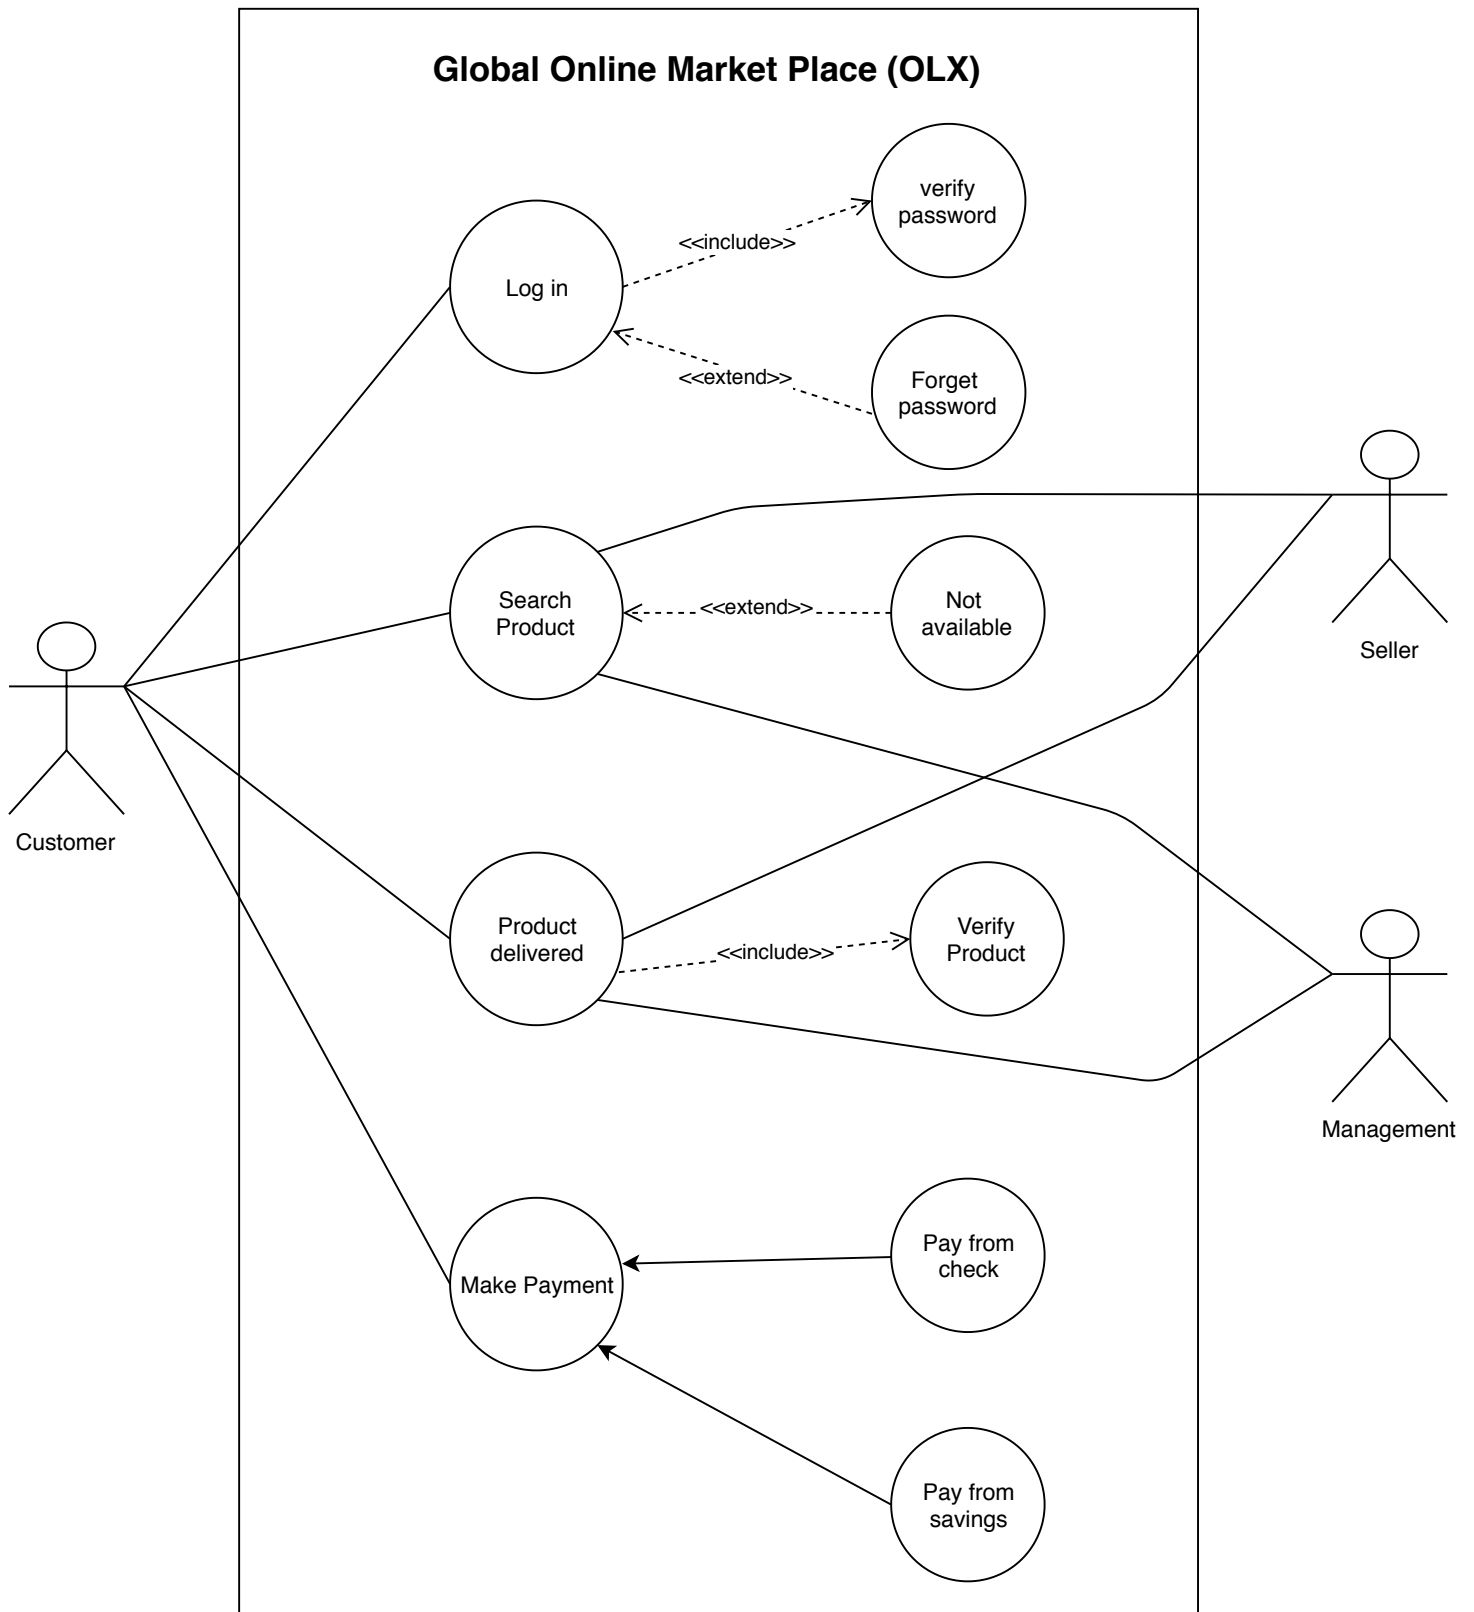 Global Online Market Place (OLX)
verify
password
<<include>>
Log in
<<extend>>
Forget
password
Search
Product
<<extend>>
Not
available
Seller
Customer
Product
delivered
<<include>>
Verify
Product
Management
Make Payment
Pay from
check
Pay from
savings